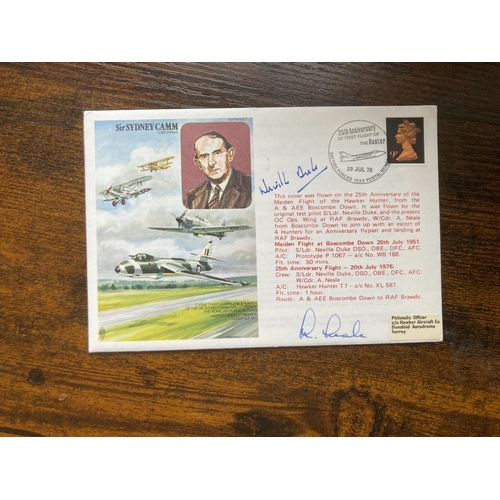 Sir SYDNEY CAMM
25th Anniversary
OF FIRST FLIGHT OF
THE Hunter
20 JUL 76
9P
Neville Duke
This cover was flown on the 25th Anniversary of the
Maiden Flight of the Hawker Hunter, from the
A & AEE Boscombe Down. It was flown by the
original test pilot S/Ldr. Neville Duke, and the present
OC Ops. Wing at RAF Brawdy, W/Cdr. A. Neale
from Boscombe Down to join up with an escort of
4 Hunters for an Anniversary flypast and landing at
RAF Brawdy.
Maiden Flight at Boscombe Down 20th July 1951.
Pilot: S/Ldr. Neville Duke DSO., OBE., DFC., AFC.
A/C: Prototype P 1067 – a/c No. WB 188.
Flt. time: 50 mins.
25th Anniversary Flight – 20th July 1976.
Crew: S/Ldr. Neville Duke DSO., OBE., DFC., AFC.
W/Cdr. A. Neale
A/C: Hawker Hunter T7 – a/c No. XL 587.
Flt. time: 1 hour.
Route: A & AEE Boscombe Down to RAF Brawdy.
Philatelic Officer
c/o Hawker Aircraft Co
Dunsfold Aerodrome
Surrey